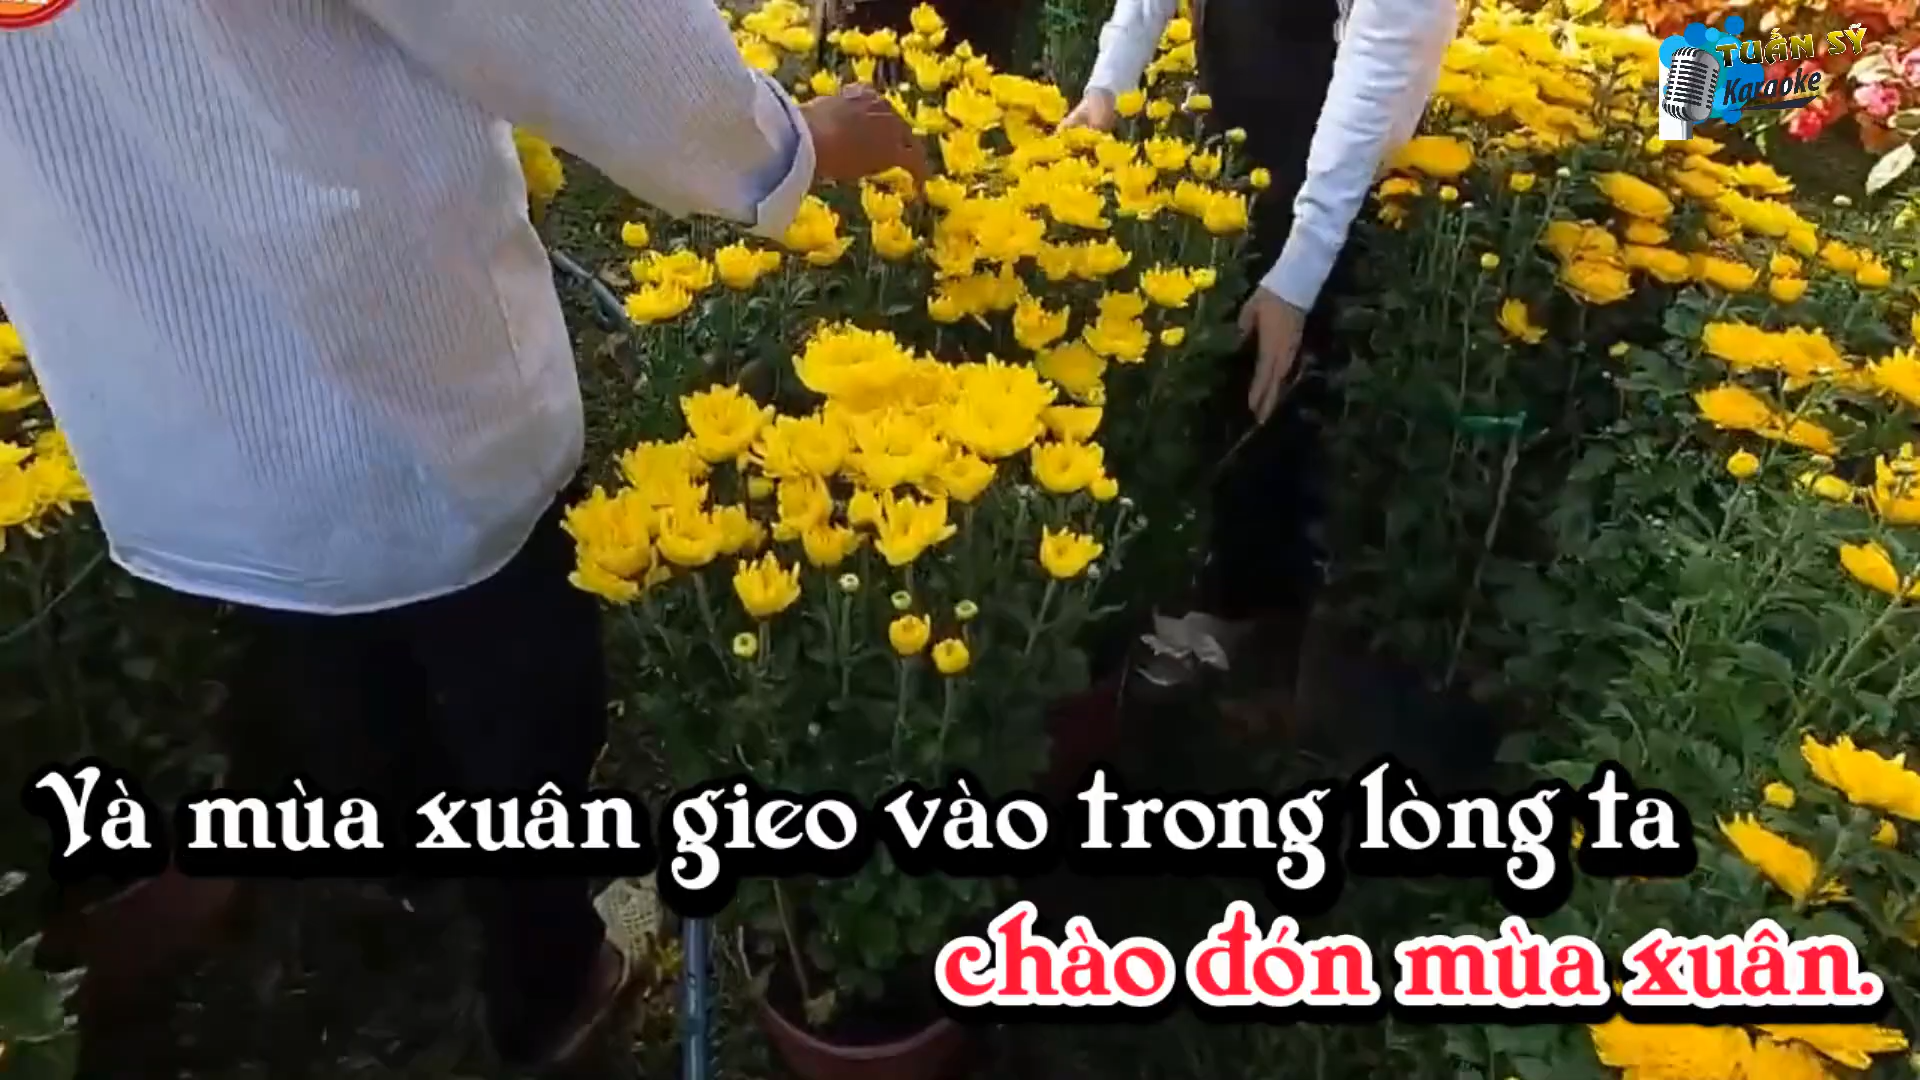 TUẤN SỸ
Karaoke
Và mùa xuân gieo vào trong lòng ta
chào đón mùa xuân.